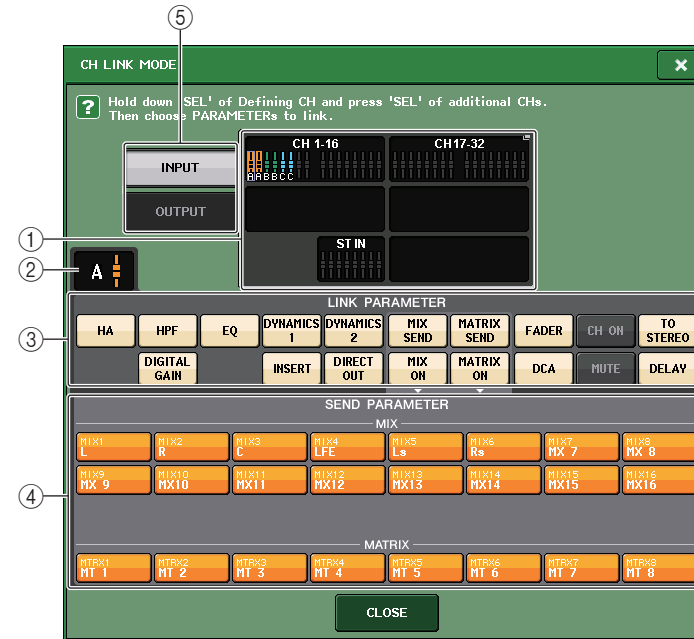 ⑤
CH LINK MODE
×
? Hold down 'SEL' of Defining CH and press 'SEL' of additional CHs.
Then choose PARAMETERs to link.
INPUT
OUTPUT
CH 1-16
CH17-32
AABBCC
ST IN
①
②
A
③
LINK PARAMETER
HA
HPF
EQ
DYNAMICS
1
DYNAMICS
2
MIX
SEND
MATRIX
SEND
FADER
CH ON
TO
STEREO
DIGITAL
GAIN
INSERT
DIRECT
OUT
MIX
ON
MATRIX
ON
DCA
MUTE
DELAY
④
SEND PARAMETER
MIX
MIX1
L
MIX2
R
MIX3
C
MIX4
LFE
MIX5
Ls
MIX6
Rs
MIX7
MX 7
MIX8
MX 8
MIX9
MX 9
MIX10
MX10
MIX11
MX11
MIX12
MX12
MIX13
MX13
MIX14
MX14
MIX15
MX15
MIX16
MX16
MATRIX
MTRX1
MT 1
MTRX2
MT 2
MTRX3
MT 3
MTRX4
MT 4
MTRX5
MT 5
MTRX6
MT 6
MTRX7
MT 7
MTRX8
MT 8
CLOSE